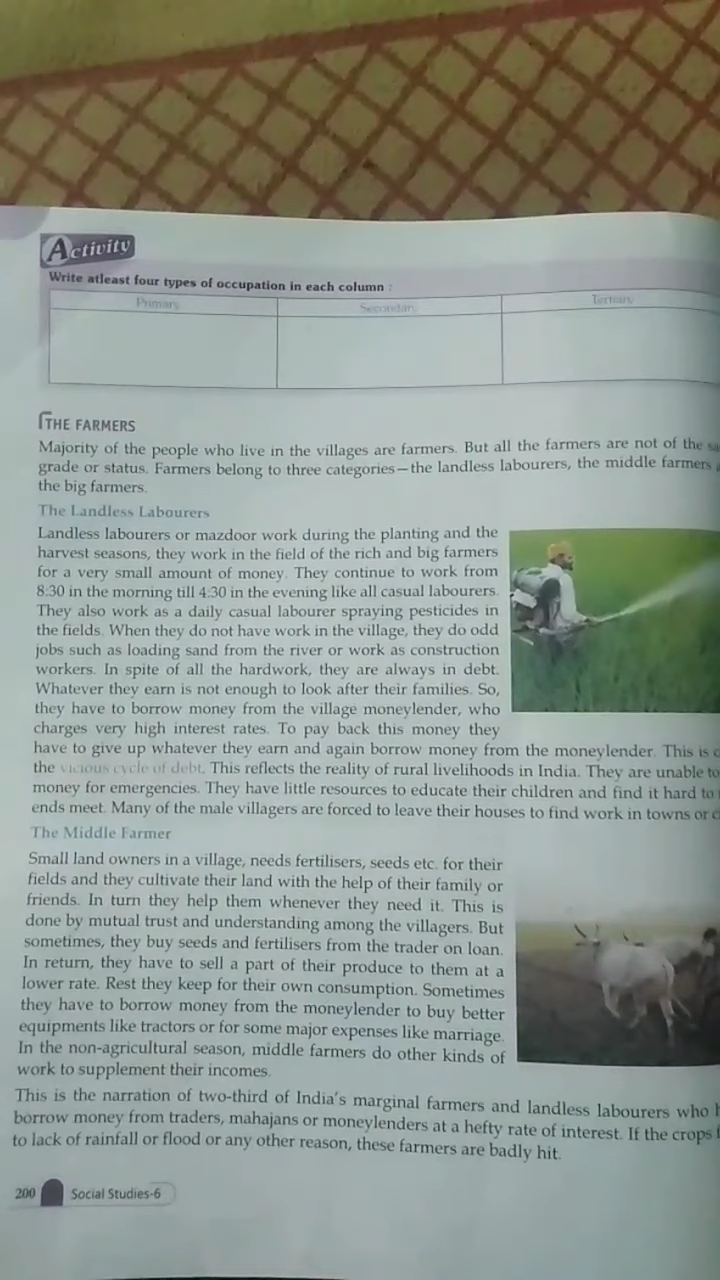 Activity
Write atleast four types of occupation in each column :
Primary Secondary Tertiary
THE FARMERS
Majority of the people who live in the villages are farmers. But all the farmers are not of the
grade or status. Farmers belong to three categories—the landless labourers, the middle farmers
the big farmers.
The Landless Labourers
Landless labourers or mazdoor work during the planting and the
harvest seasons, they work in the field of the rich and big farmers
for a very small amount of money. They continue to work from
8:30 in the morning till 4:30 in the evening like all casual labourers.
They also work as a daily casual labourer spraying pesticides in
the fields. When they do not have work in the village, they do odd
jobs such as loading sand from the river or work as construction
workers. In spite of all the hardwork, they are always in debt.
Whatever they earn is not enough to look after their families. So,
they have to borrow money from the village moneylender, who
charges very high interest rates. To pay back this money they
have to give up whatever they earn and again borrow money from the moneylender. This is
the vicious cycle of debt. This reflects the reality of rural livelihoods in India. They are unable to
money for emergencies. They have little resources to educate their children and find it hard to
ends meet. Many of the male villagers are forced to leave their houses to find work in towns or
The Middle Farmer
Small land owners in a village, needs fertilisers, seeds etc. for their
fields and they cultivate their land with the help of their family or
friends. In turn they help them whenever they need it. This is
done by mutual trust and understanding among the villagers. But
sometimes, they buy seeds and fertilisers from the trader on loan.
In return, they have to sell a part of their produce to them at a
lower rate. Rest they keep for their own consumption. Sometimes
they have to borrow money from the moneylender to buy better
equipments like tractors or for some major expenses like marriage.
In the non-agricultural season, middle farmers do other kinds of
work to supplement their incomes.
This is the narration of two-third of India's marginal farmers and landless labourers who
borrow money from traders, mahajans or moneylenders at a hefty rate of interest. If the crops
to lack of rainfall or flood or any other reason, these farmers are badly hit.
200 Social Studies-6